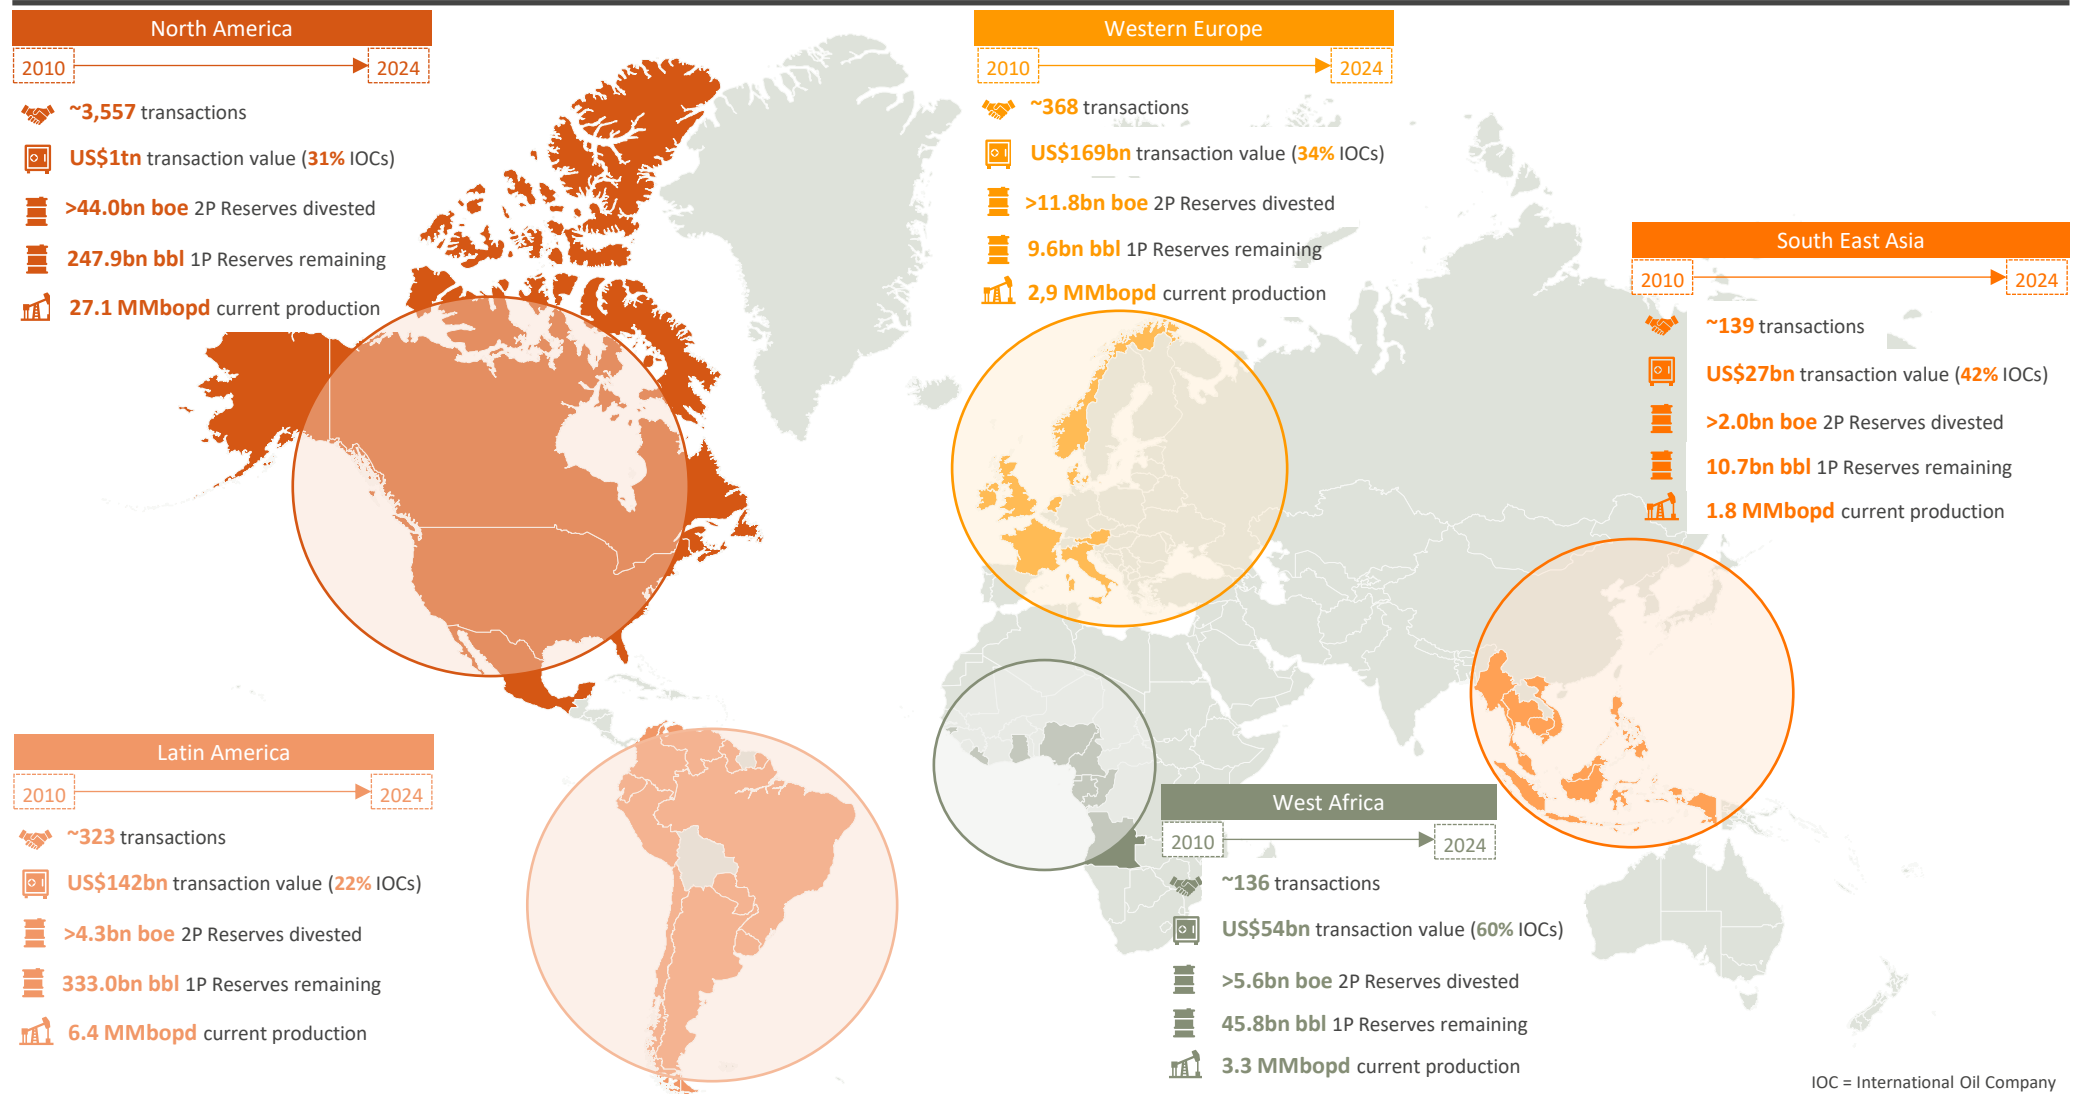 North America
2010
2024
~3,557 transactions
US$1tn transaction value (31% IOCs)
>44.0bn boe 2P Reserves divested
247.9bn bbl 1P Reserves remaining
27.1 MMbopd current production
Western Europe
2010
2024
~368 transactions
US$169bn transaction value (34% IOCs)
>11.8bn boe 2P Reserves divested
9.6bn bbl 1P Reserves remaining
2,9 MMbopd current production
South East Asia
2010
2024
~139 transactions
US$27bn transaction value (42% IOCs)
>2.0bn boe 2P Reserves divested
10.7bn bbl 1P Reserves remaining
1.8 MMbopd current production
Latin America
2010
2024
~323 transactions
US$142bn transaction value (22% IOCs)
>4.3bn boe 2P Reserves divested
333.0bn bbl 1P Reserves remaining
6.4 MMbopd current production
West Africa
2010
2024
~136 transactions
US$54bn transaction value (60% IOCs)
>5.6bn boe 2P Reserves divested
45.8bn bbl 1P Reserves remaining
3.3 MMbopd current production
IOC = International Oil Company